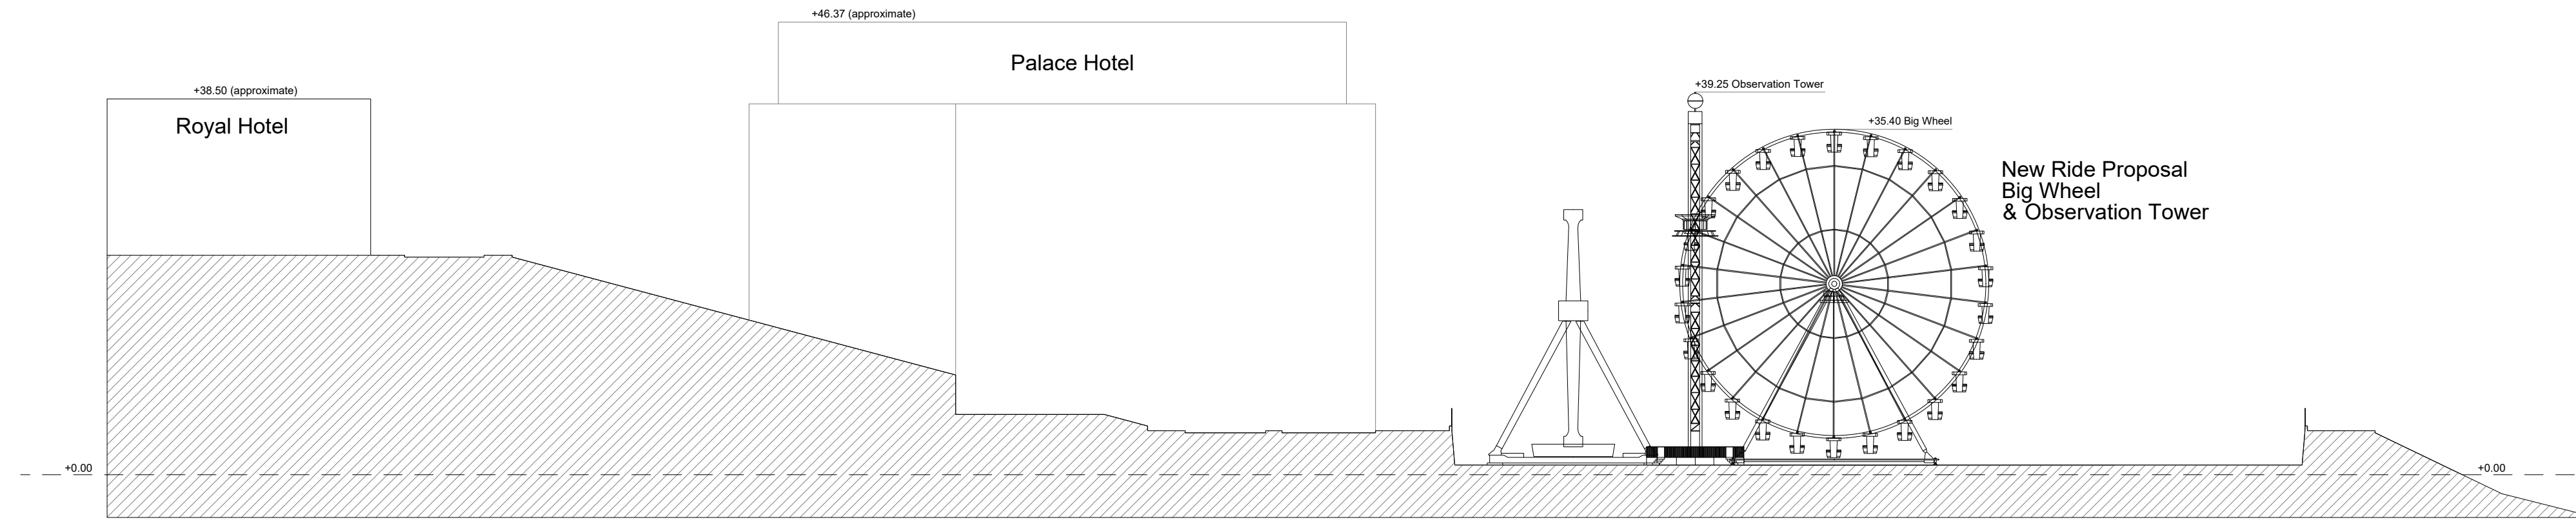 +46.37 (approximate)
Palace Hotel
+38.50 (approximate)
Royal Hotel
+39.25 Observation Tower
+35.40 Big Wheel
New Ride Proposal
Big Wheel
& Observation Tower
+0.00
+0.00